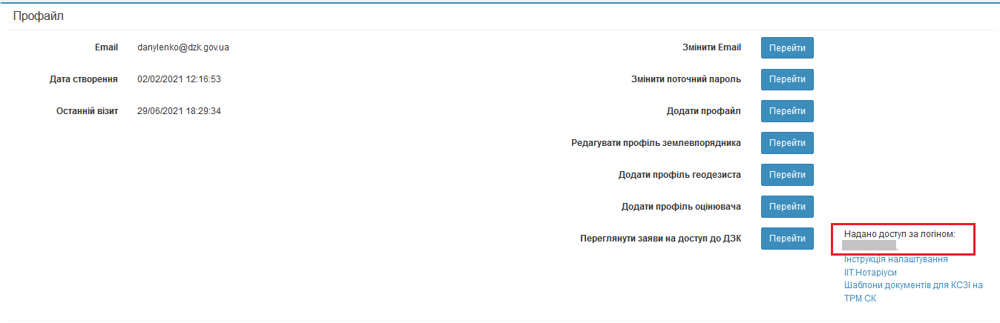 Профайл
Email danylenko@dzk.gov.ua Змінити Email Перейти
Дата створення 02/02/2021 12:16:53 Змінити поточний пароль Перейти
Останній візит 29/06/2021 18:29:34 Додати профайл Перейти
Редагувати профіль землевпорядника Перейти
Додати профіль геодезиста Перейти
Додати профіль оцінювача Перейти
Переглянути заяви на доступ до ДЗК Перейти Надано доступ за логіном:
.
Інструкція налаштування
ІІТ.Нотаріуси
Шаблони документів для КСЗІ на
ТРМ СК